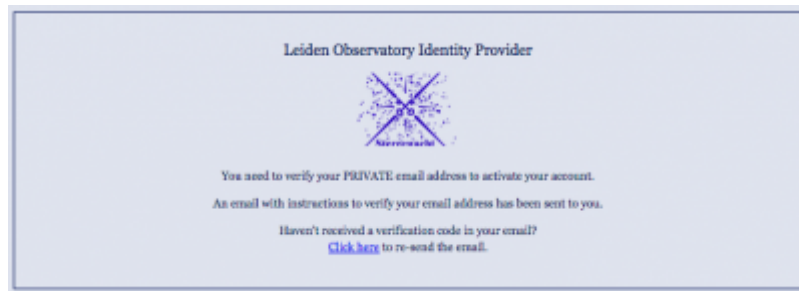 Leiden Observatory Identity Provider
Sterrewacht
You need to verify your PRIVATE email address to activate your account.
An email with instructions to verify your email address has been sent to you.
Haven't received a verification code in your email?
Click here to re-send the email.